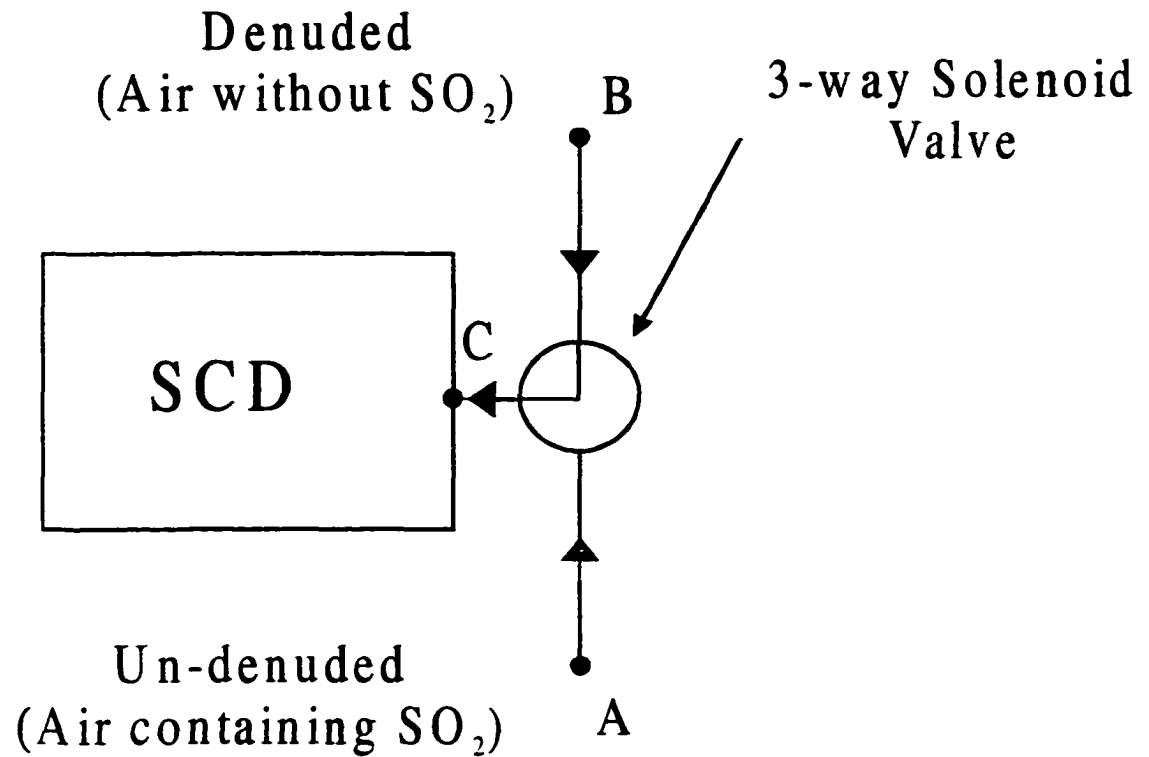 Denuded
(Air without SO₂)
B
3-way Solenoid
Valve
C
SCD
Un-denuded
(Air containing SO₂)
A